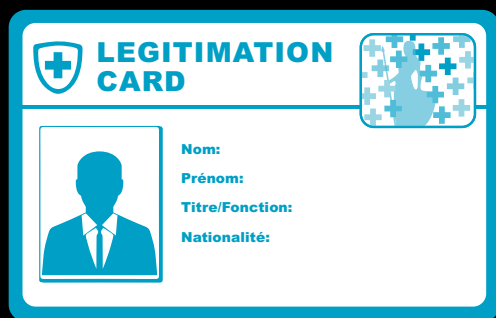 LEGITIMATION
CARD
Nom:
Prénom:
Titre/Fonction:
Nationalité: